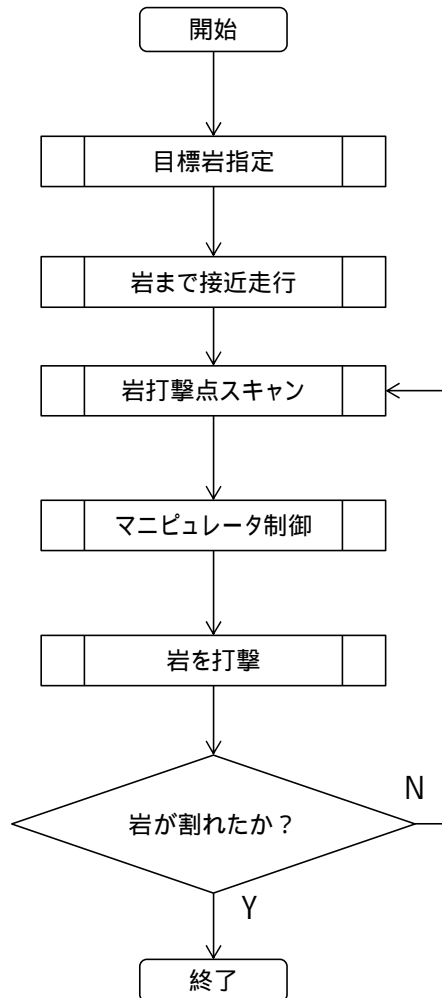 開始
目標岩指定
岩まで接近走行
岩打撃点スキャン
マニピュレータ制御
岩を打撃
岩が割れたか？
N
Y
終了